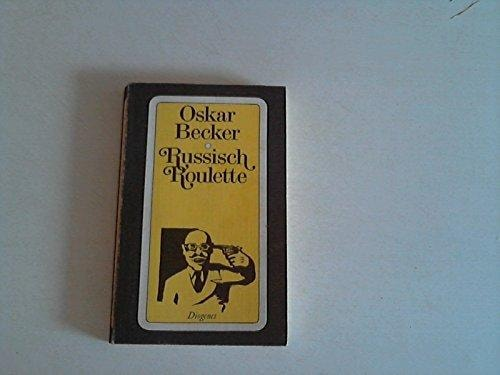 Oskar
Becker
Russisch
Roulette
Diogenes